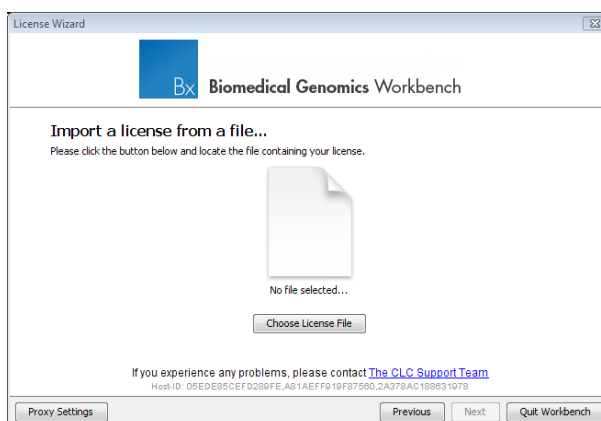 License Wizard
Bx Biomedical Genomics Workbench
Import a license from a file...
Please click the button below and locate the file containing your license.
No file selected...
Choose License File
If you experience any problems, please contact The CLC Support Team
Host-ID: 05EDE85CEFD289FE,A81AEFF919F87560,2A378AC188631978
Proxy Settings Previous Next Quit Workbench